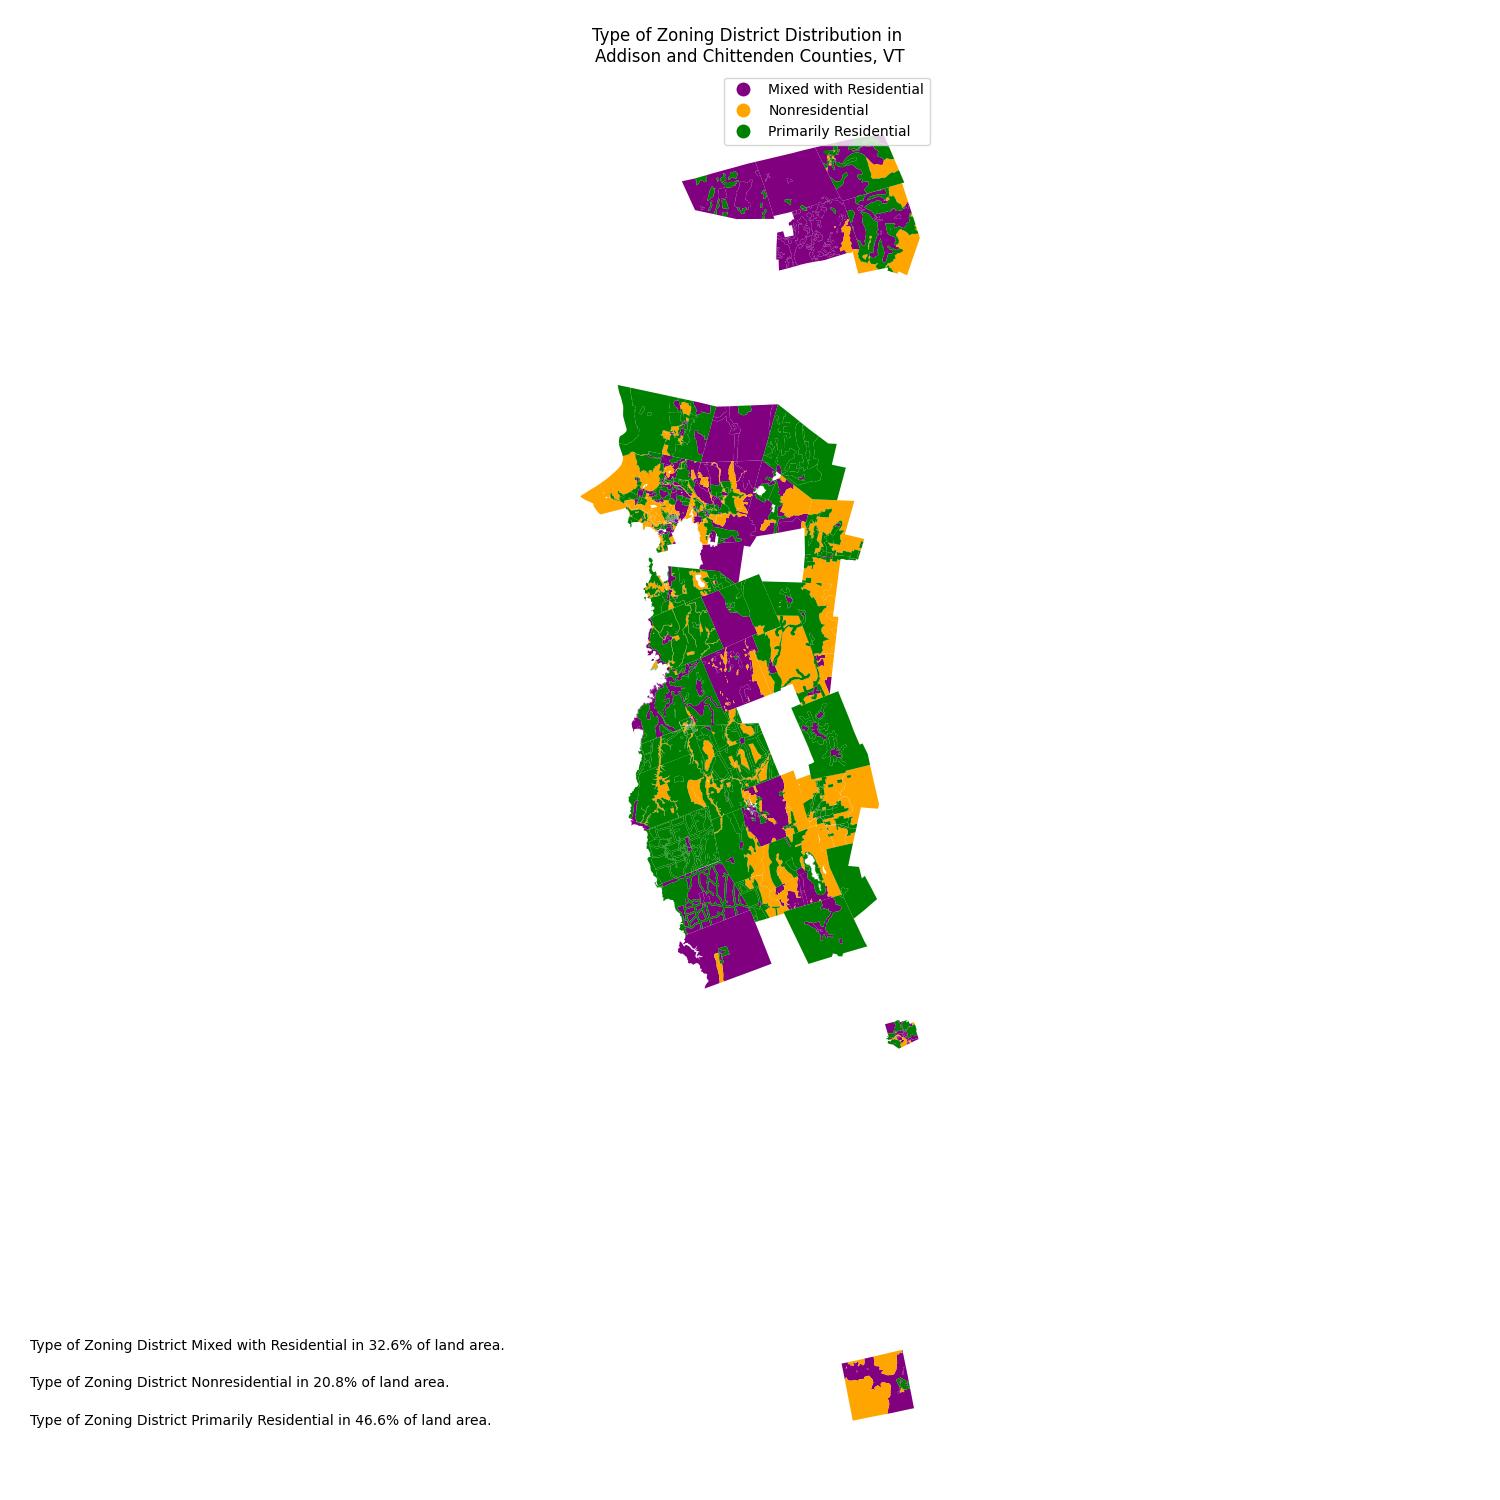 Type of Zoning District Distribution in
Addison and Chittenden Counties, VT
Mixed with Residential
Nonresidential
Primarily Residential
Type of Zoning District Mixed with Residential in 32.6% of land area.
Type of Zoning District Nonresidential in 20.8% of land area.
Type of Zoning District Primarily Residential in 46.6% of land area.